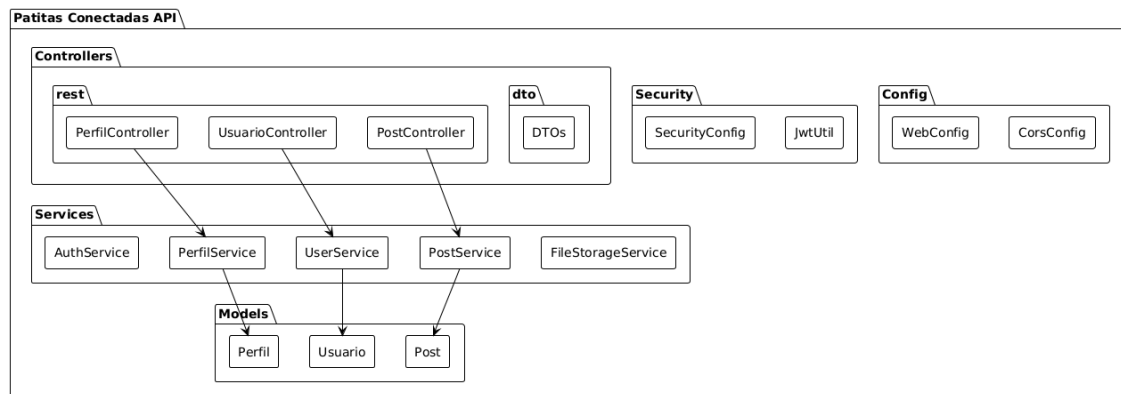 Patitas Conectadas API
Controllers
rest
PerfilController
UsuarioController
PostController
dto
DTOs
Security
SecurityConfig
JwtUtil
Config
WebConfig
CorsConfig
Services
AuthService
PerfilService
UserService
PostService
FileStorageService
Models
Perfil
Usuario
Post